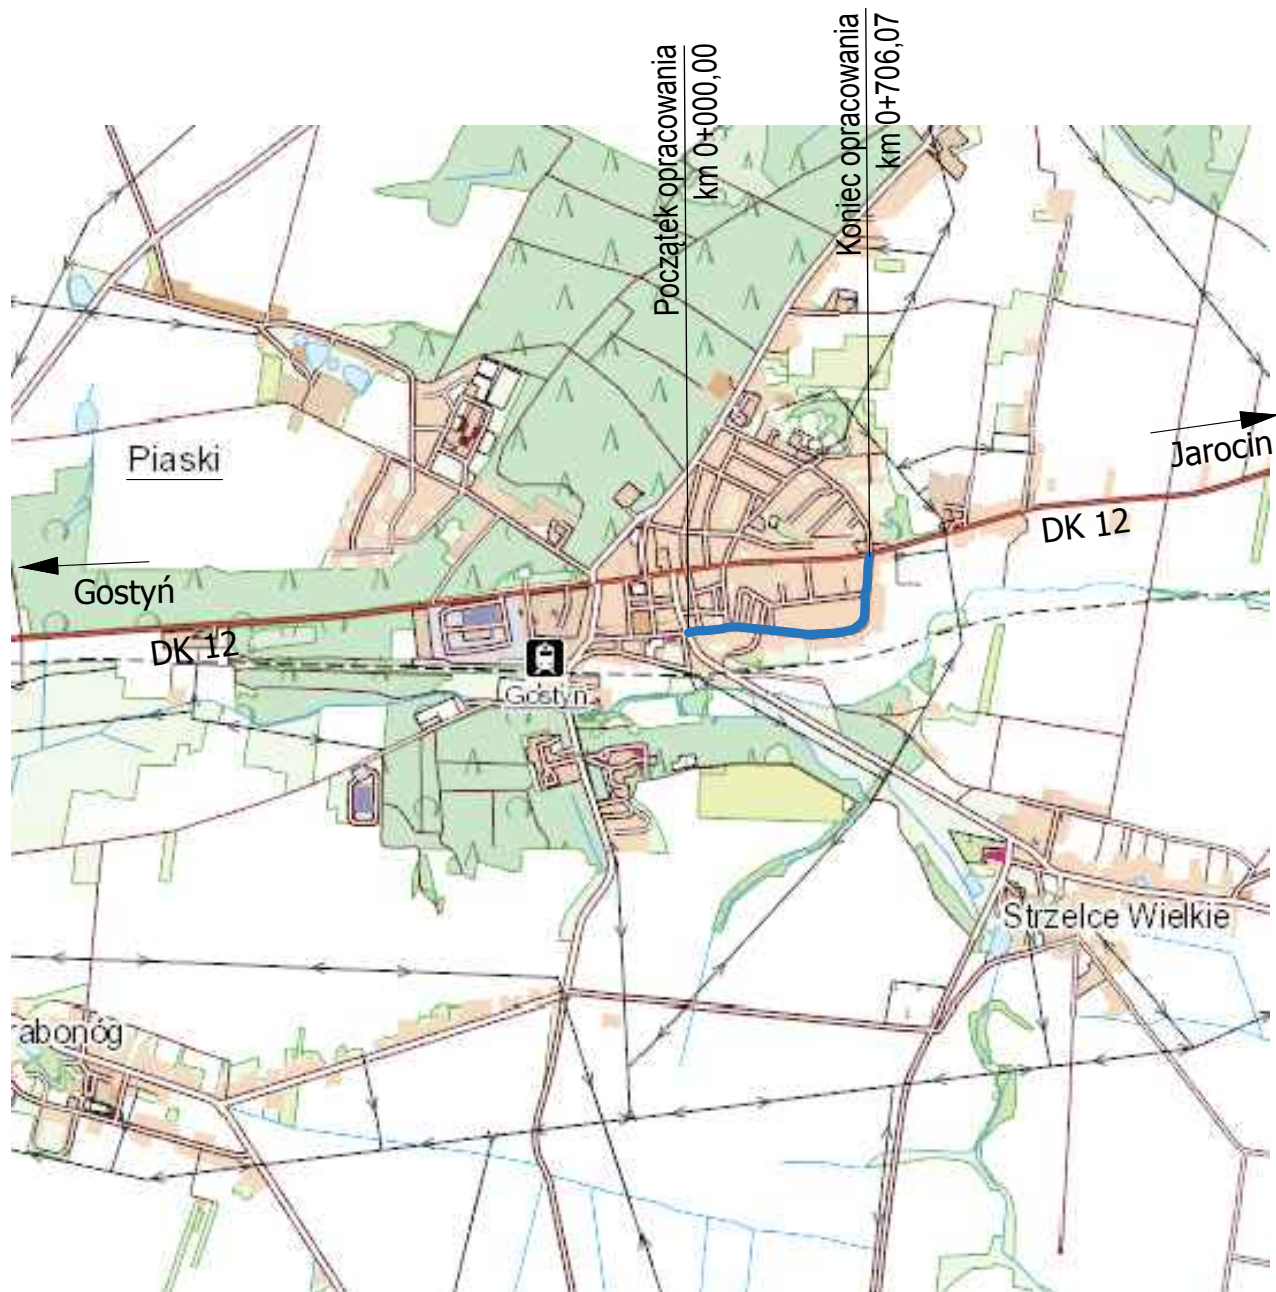 Początek opracowania
km 0+000,00
Koniec opracowania
km 0+706,07
Piaski
Jarocin
DK 12
Gostyń
DK 12
Gostyń
Strzelce Wielkie
abonóg